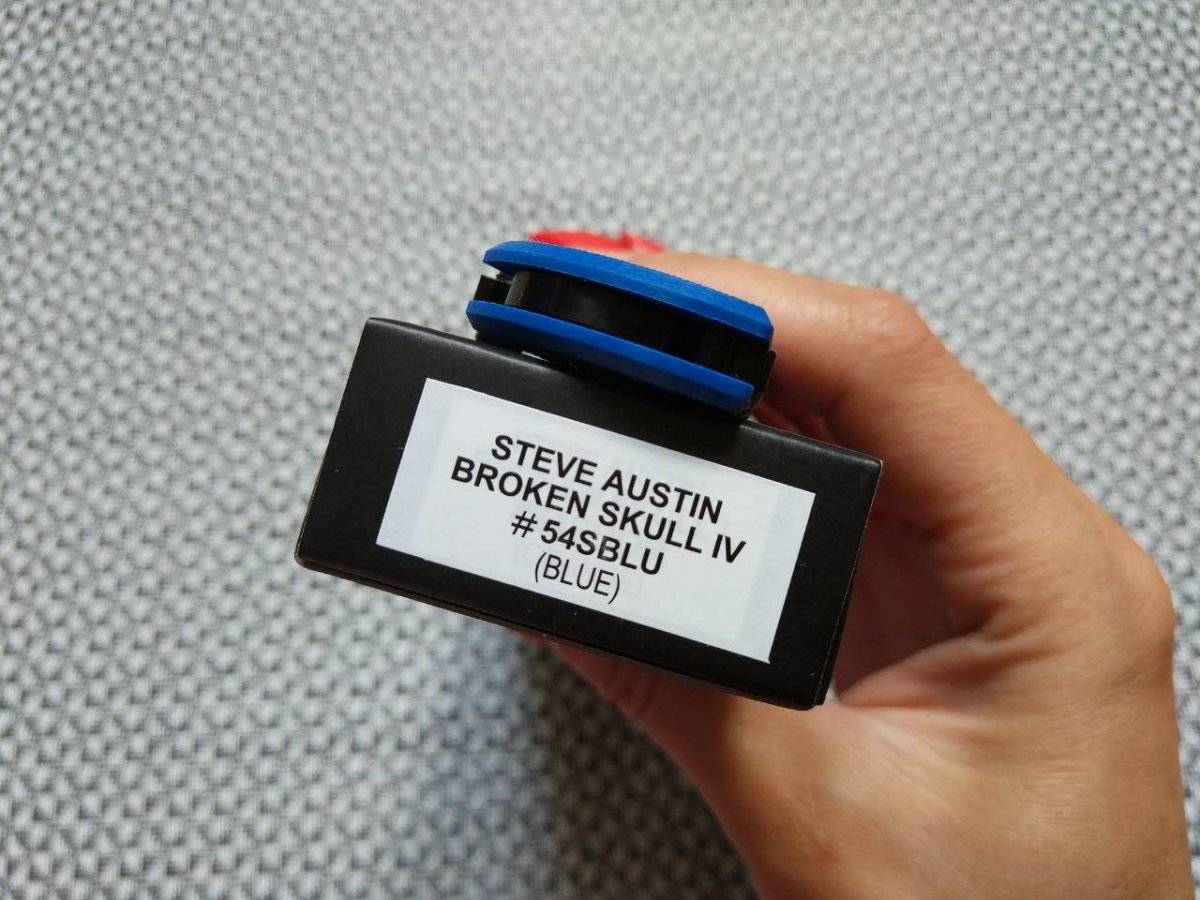 STEVE AUSTIN
BROKEN SKULL IV
#54SBLU
(BLUE)